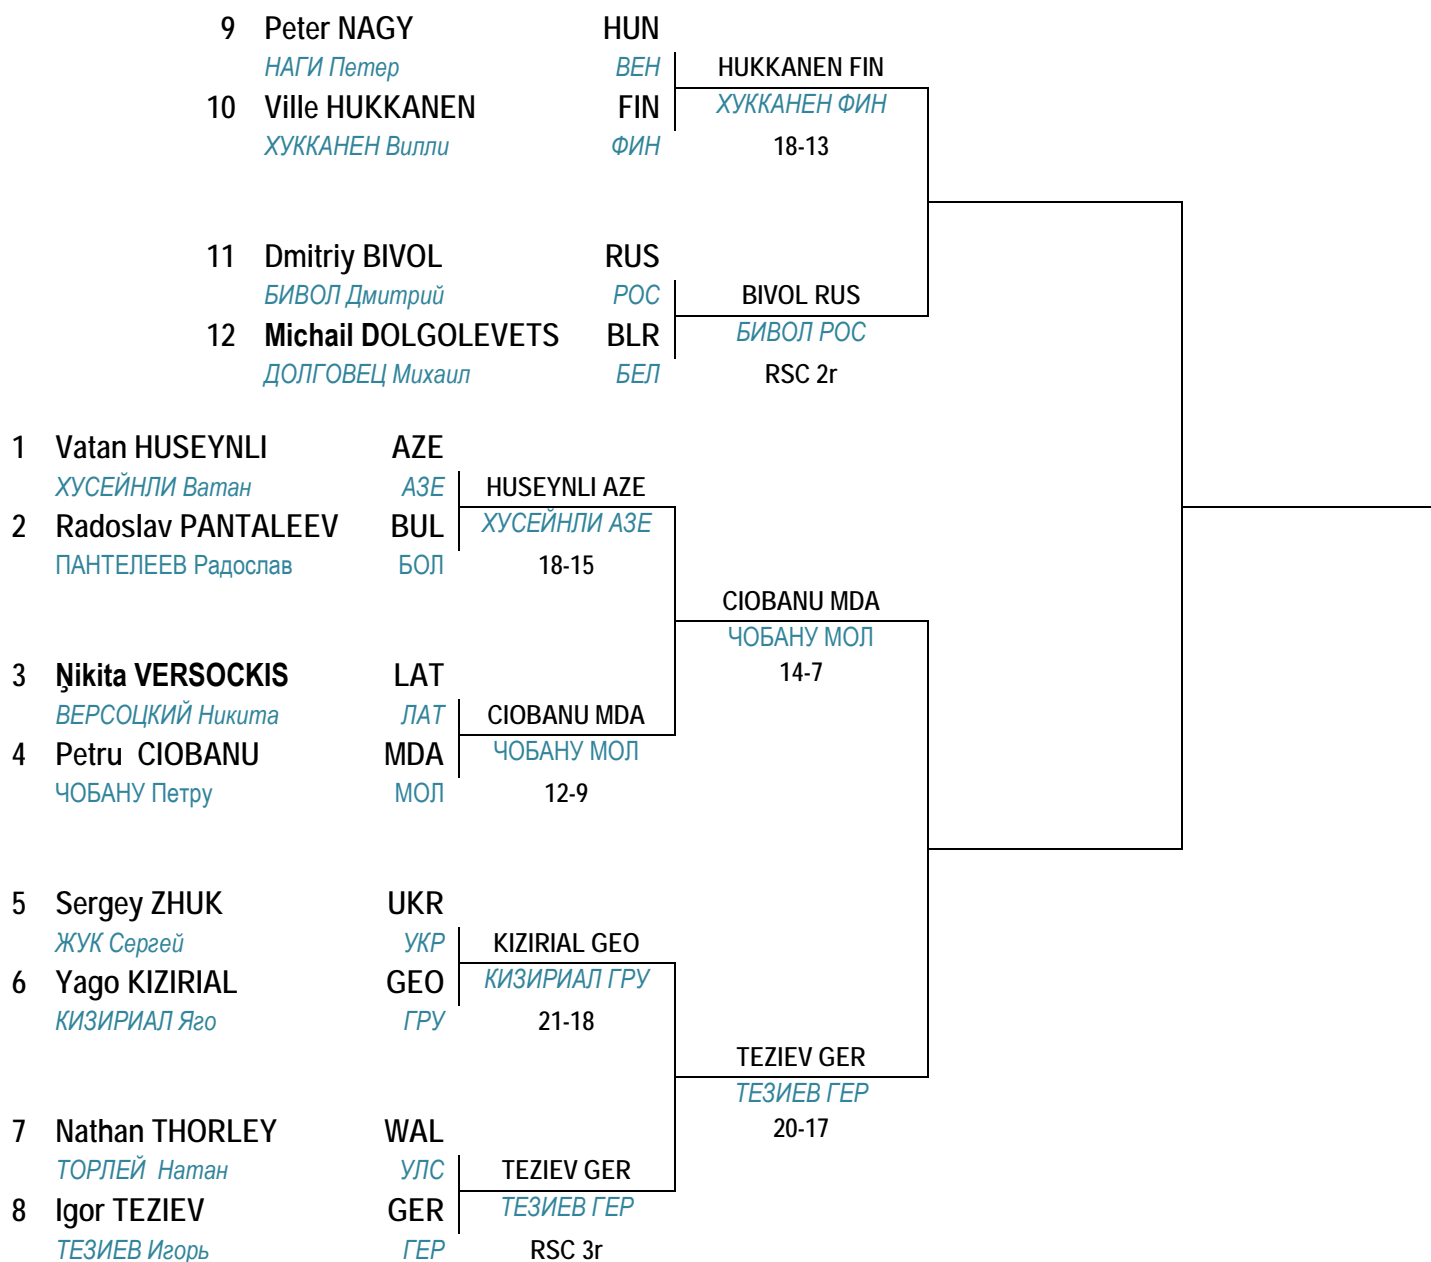 9 Peter NAGY HUN
НАГИ Петер ВЕН HUKKANEN FIN
10 Ville HUKKANEN FIN ХУККАНЕН ФИН
ХУККАНЕН Вилли ФИН 18-13
11 Dmitriy BIVOL RUS
БИВОЛ Дмитрий РОС BIVOL RUS
12 Michail DOLGOLEVETS BLR БИВОЛ РОС
ДОЛГОВЕЦ Михаил БЕЛ RSC 2r
1 Vatan HUSEYNLI AZE
ХУСЕЙНЛИ Ватан АЗЕ HUSEYNLI AZE
2 Radoslav PANTALEEV BUL ХУСЕЙНЛИ АЗЕ
ПАНТЕЛЕЕВ Радослав БОЛ 18-15
CIOBANU MDA
ЧОБАНУ МОЛ
3 Ņikita VERSOCKIS LAT 14-7
ВЕРСОЦКИЙ Никита ЛАТ CIOBANU MDA
4 Petru CIOBANU MDA ЧОБАНУ МОЛ
ЧОБАНУ Петру МОЛ 12-9
5 Sergey ZHUK UKR
ЖУК Сергей УКР KIZIRIAL GEO
6 Yago KIZIRIAL GEO КИЗИРИАЛ ГРУ
КИЗИРИАЛ Яго ГРУ 21-18
TEZIEV GER
ТЕЗИЕВ ГЕР
7 Nathan THORLEY WAL 20-17
ТОРЛЕЙ Натан УЛС TEZIEV GER
8 Igor TEZIEV GER ТЕЗИЕВ ГЕР
ТЕЗИЕВ Игорь ГЕР RSC 3r